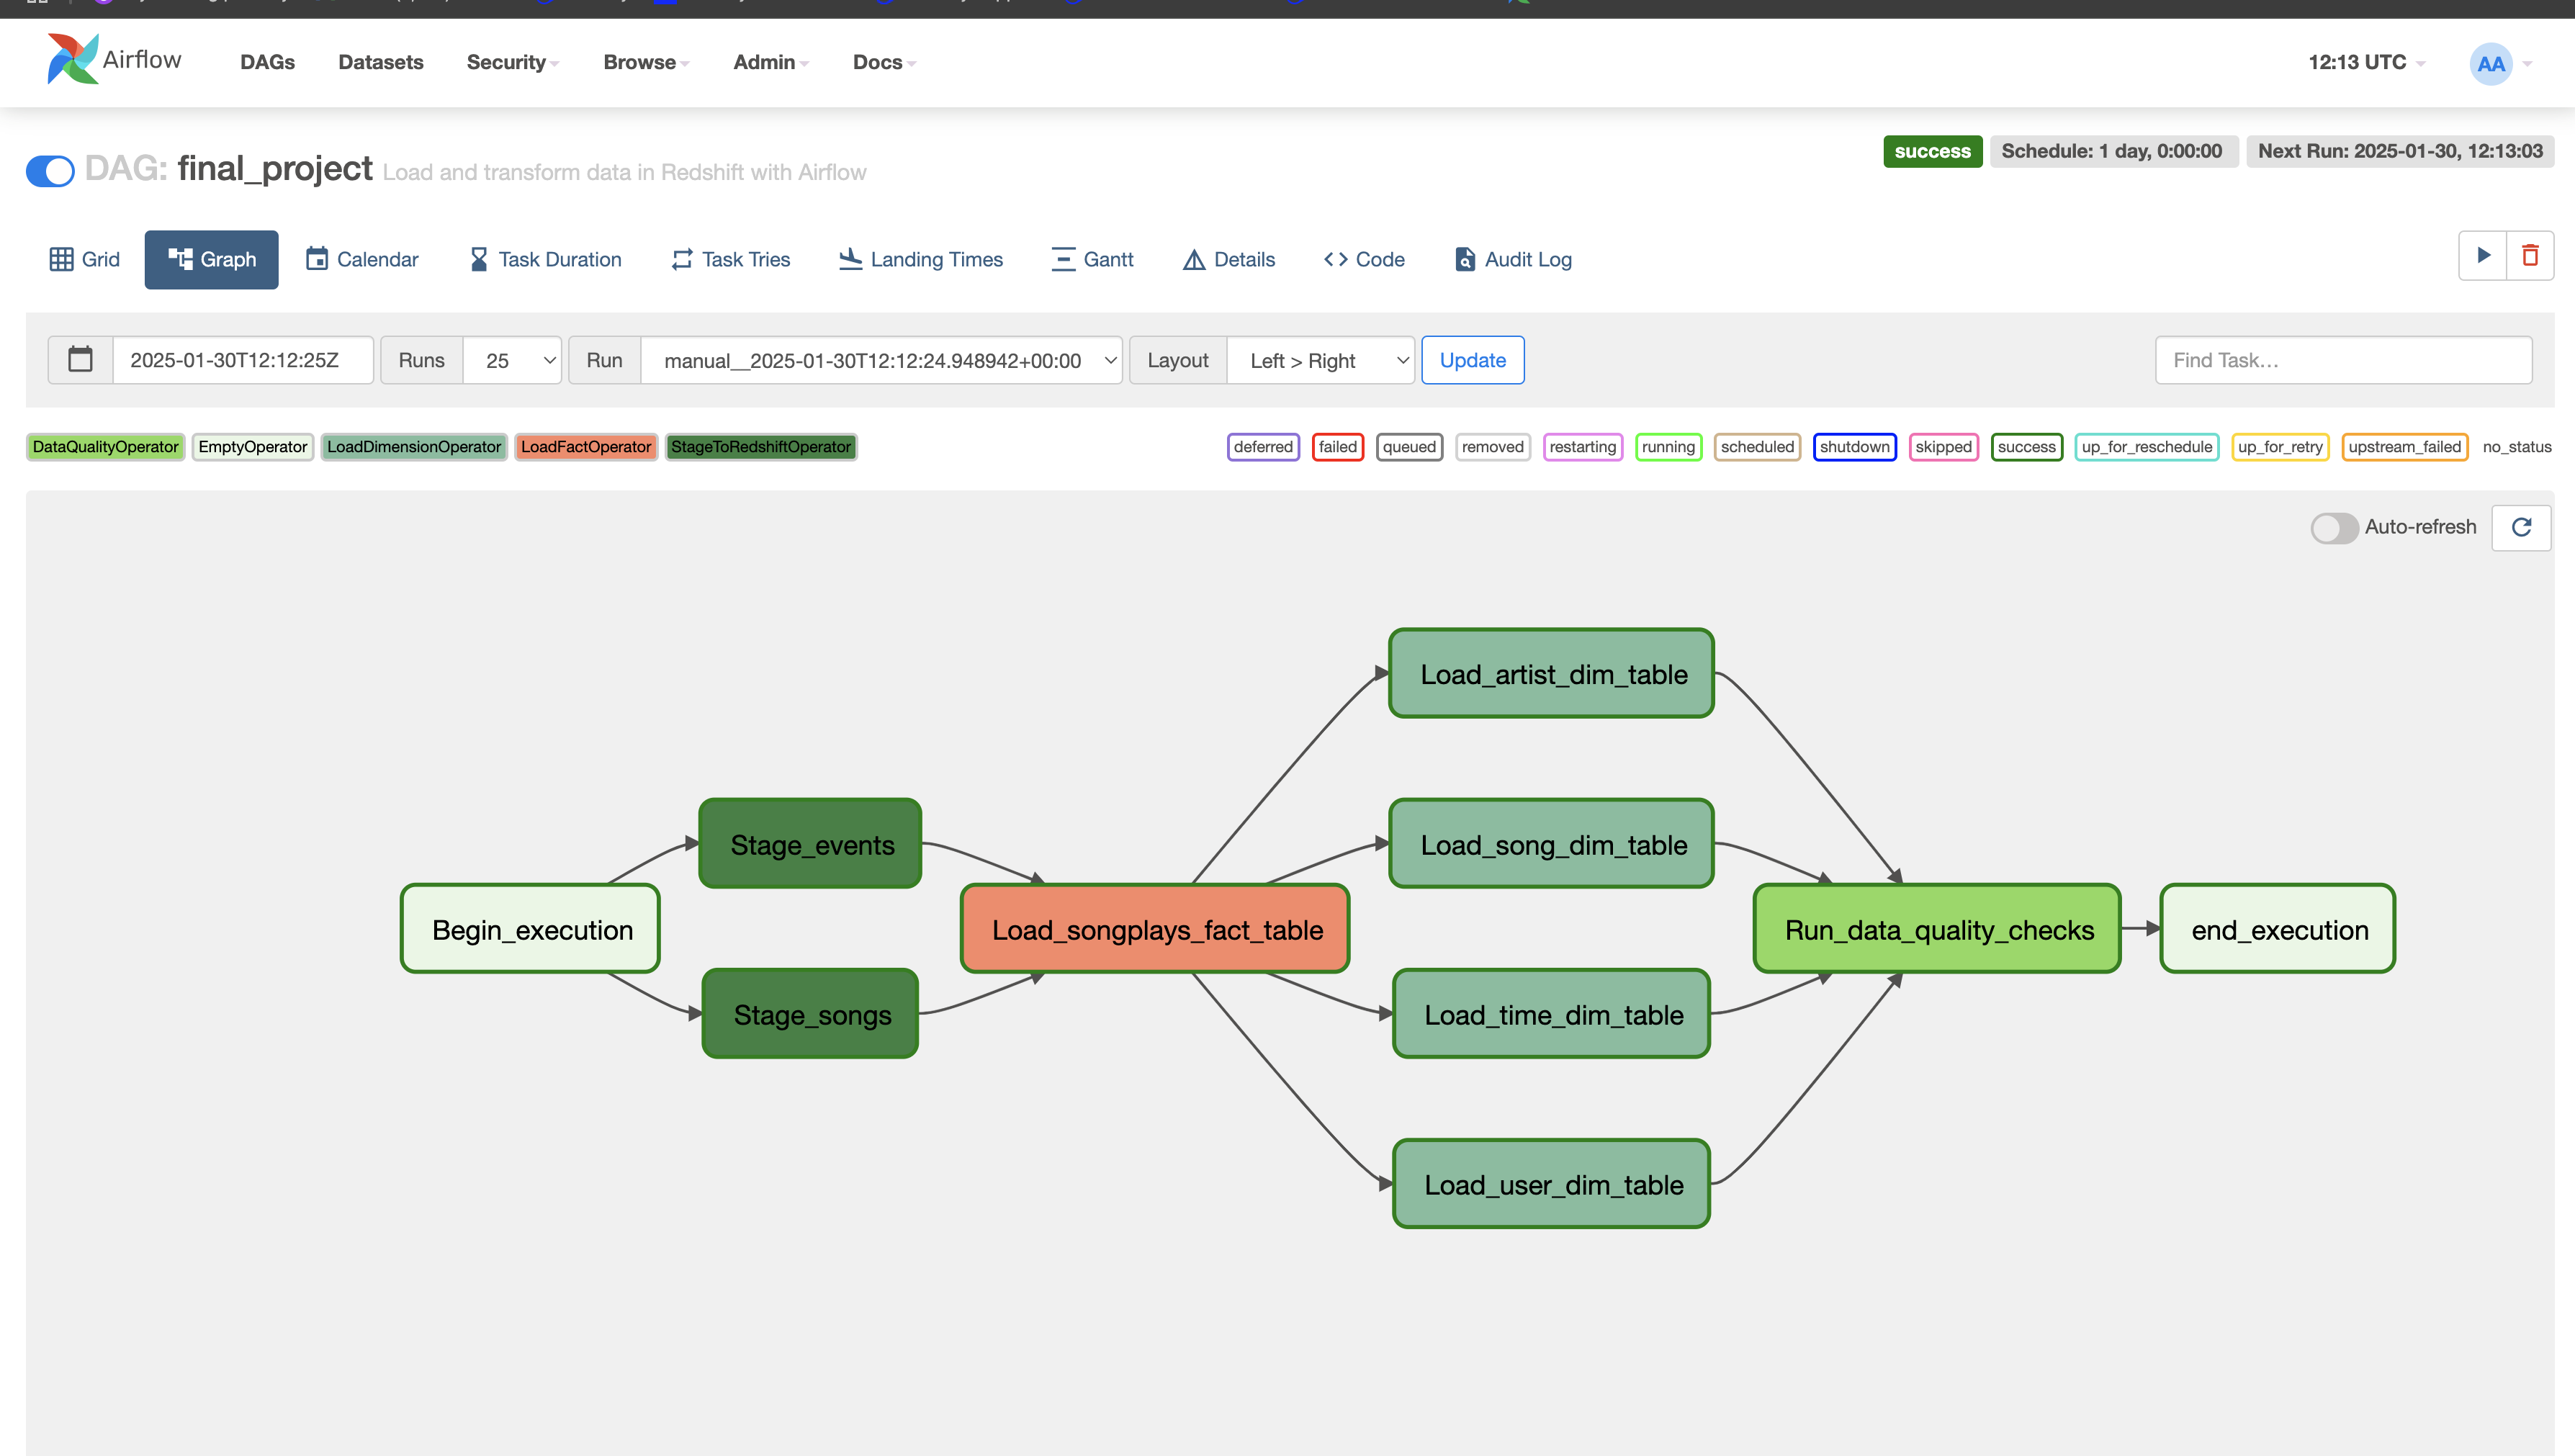 Airflow DAGs Datasets Security Browse Admin Docs 12:13 UTC AA
DAG: final_project Load and transform data in Redshift with Airflow success Schedule: 1 day, 0:00:00 Next Run: 2025-01-30, 12:13:03
Grid Graph Calendar Task Duration Task Tries Landing Times Gantt Details Code Audit Log
2025-01-30T12:12:25Z Runs 25 Run manual__2025-01-30T12:12:24.948942+00:00 Layout Left > Right Update Find Task...
DataQualityOperator EmptyOperator LoadDimensionOperator LoadFactOperator StageToRedshiftOperator deferred failed queued removed restarting running scheduled shutdown skipped success up_for_reschedule up_for_retry upstream_failed no_status
Auto-refresh
Load_artist_dim_table
Stage_events Load_song_dim_table
Begin_execution Load_songplays_fact_table Run_data_quality_checks end_execution
Stage_songs Load_time_dim_table
Load_user_dim_table